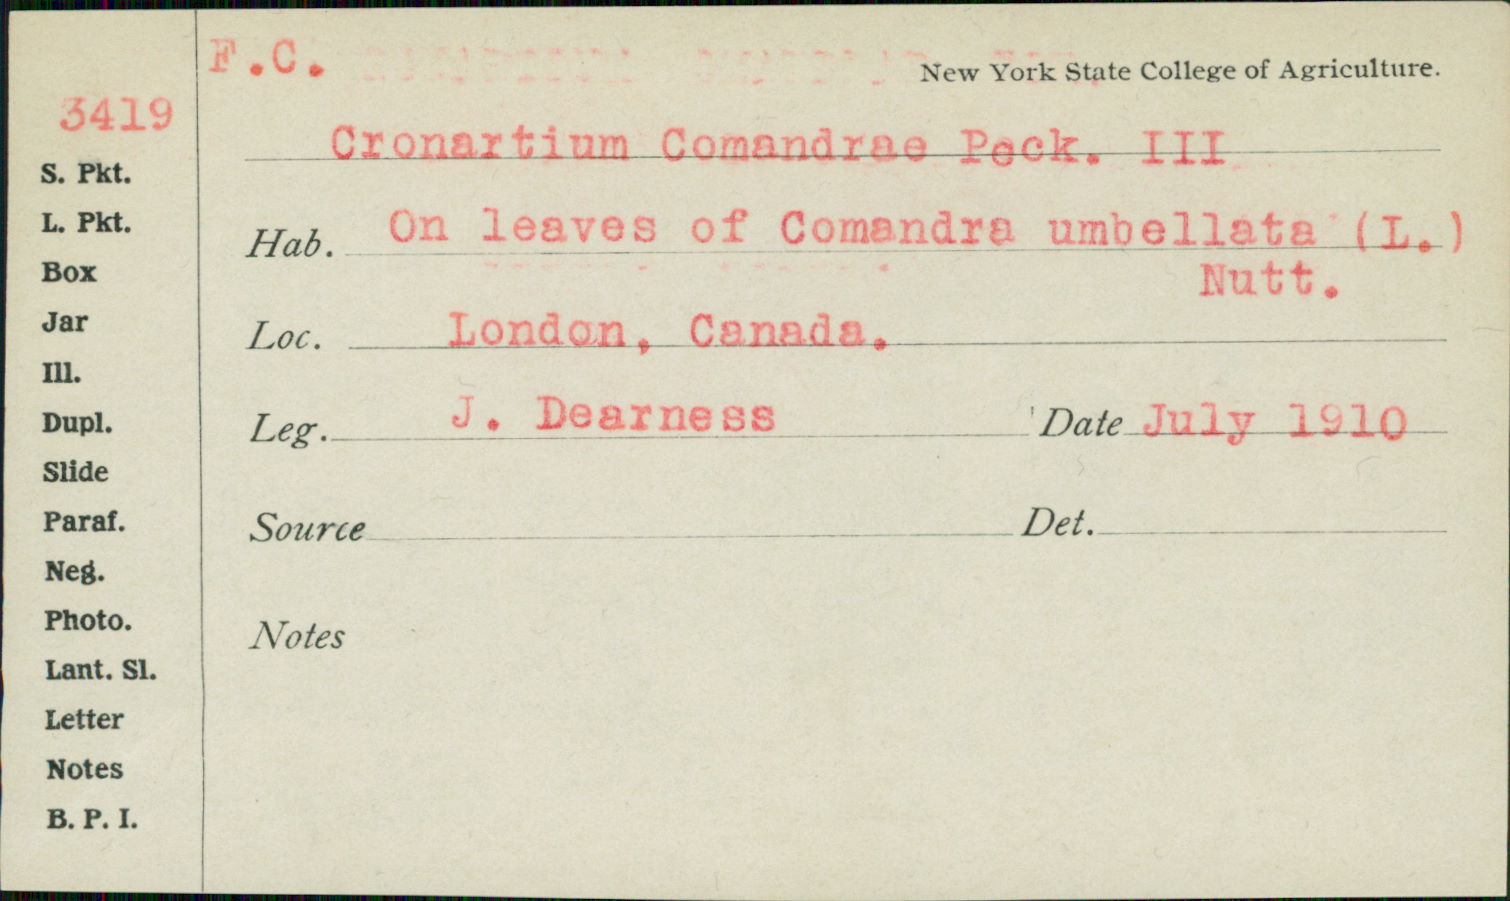 F.C.
New York State College of Agriculture.
3419
Cronartium Comandrae Peck. III
Hab. On leaves of Comandra umbellata (L.)
Nutt.
Loc. London, Canada.
Leg. J. Dearness Date July 1910
Source Det.
Notes
S. Pkt.
L. Pkt.
Box
Jar
Ill.
Dupl.
Slide
Paraf.
Neg.
Photo.
Lant. Sl.
Letter
Notes
B. P. I.